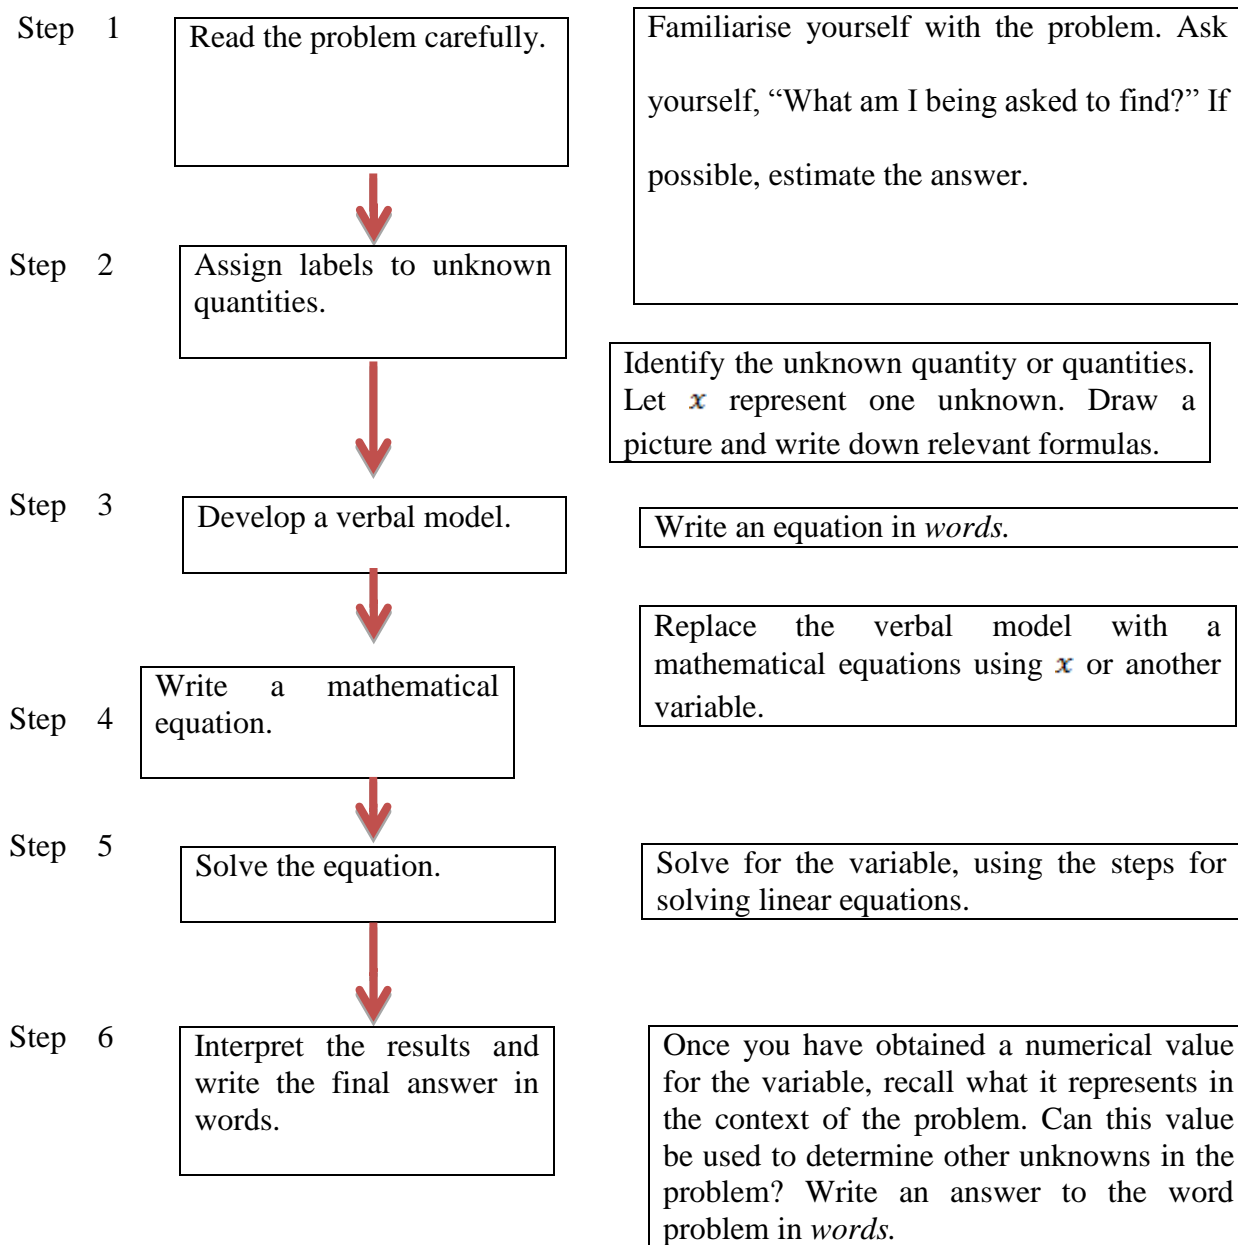 Step 1
Read the problem carefully.
Familiarise yourself with the problem. Ask
yourself, “What am I being asked to find?” If
possible, estimate the answer.
Step 2
Assign labels to unknown
quantities.
Identify the unknown quantity or quantities.
Let x represent one unknown. Draw a
picture and write down relevant formulas.
Step 3
Develop a verbal model.
Write an equation in words.
Step 4
Write a mathematical
equation.
Replace the verbal model with a
mathematical equations using x or another
variable.
Step 5
Solve the equation.
Solve for the variable, using the steps for
solving linear equations.
Step 6
Interpret the results and
write the final answer in
words.
Once you have obtained a numerical value
for the variable, recall what it represents in
the context of the problem. Can this value
be used to determine other unknowns in the
problem? Write an answer to the word
problem in words.